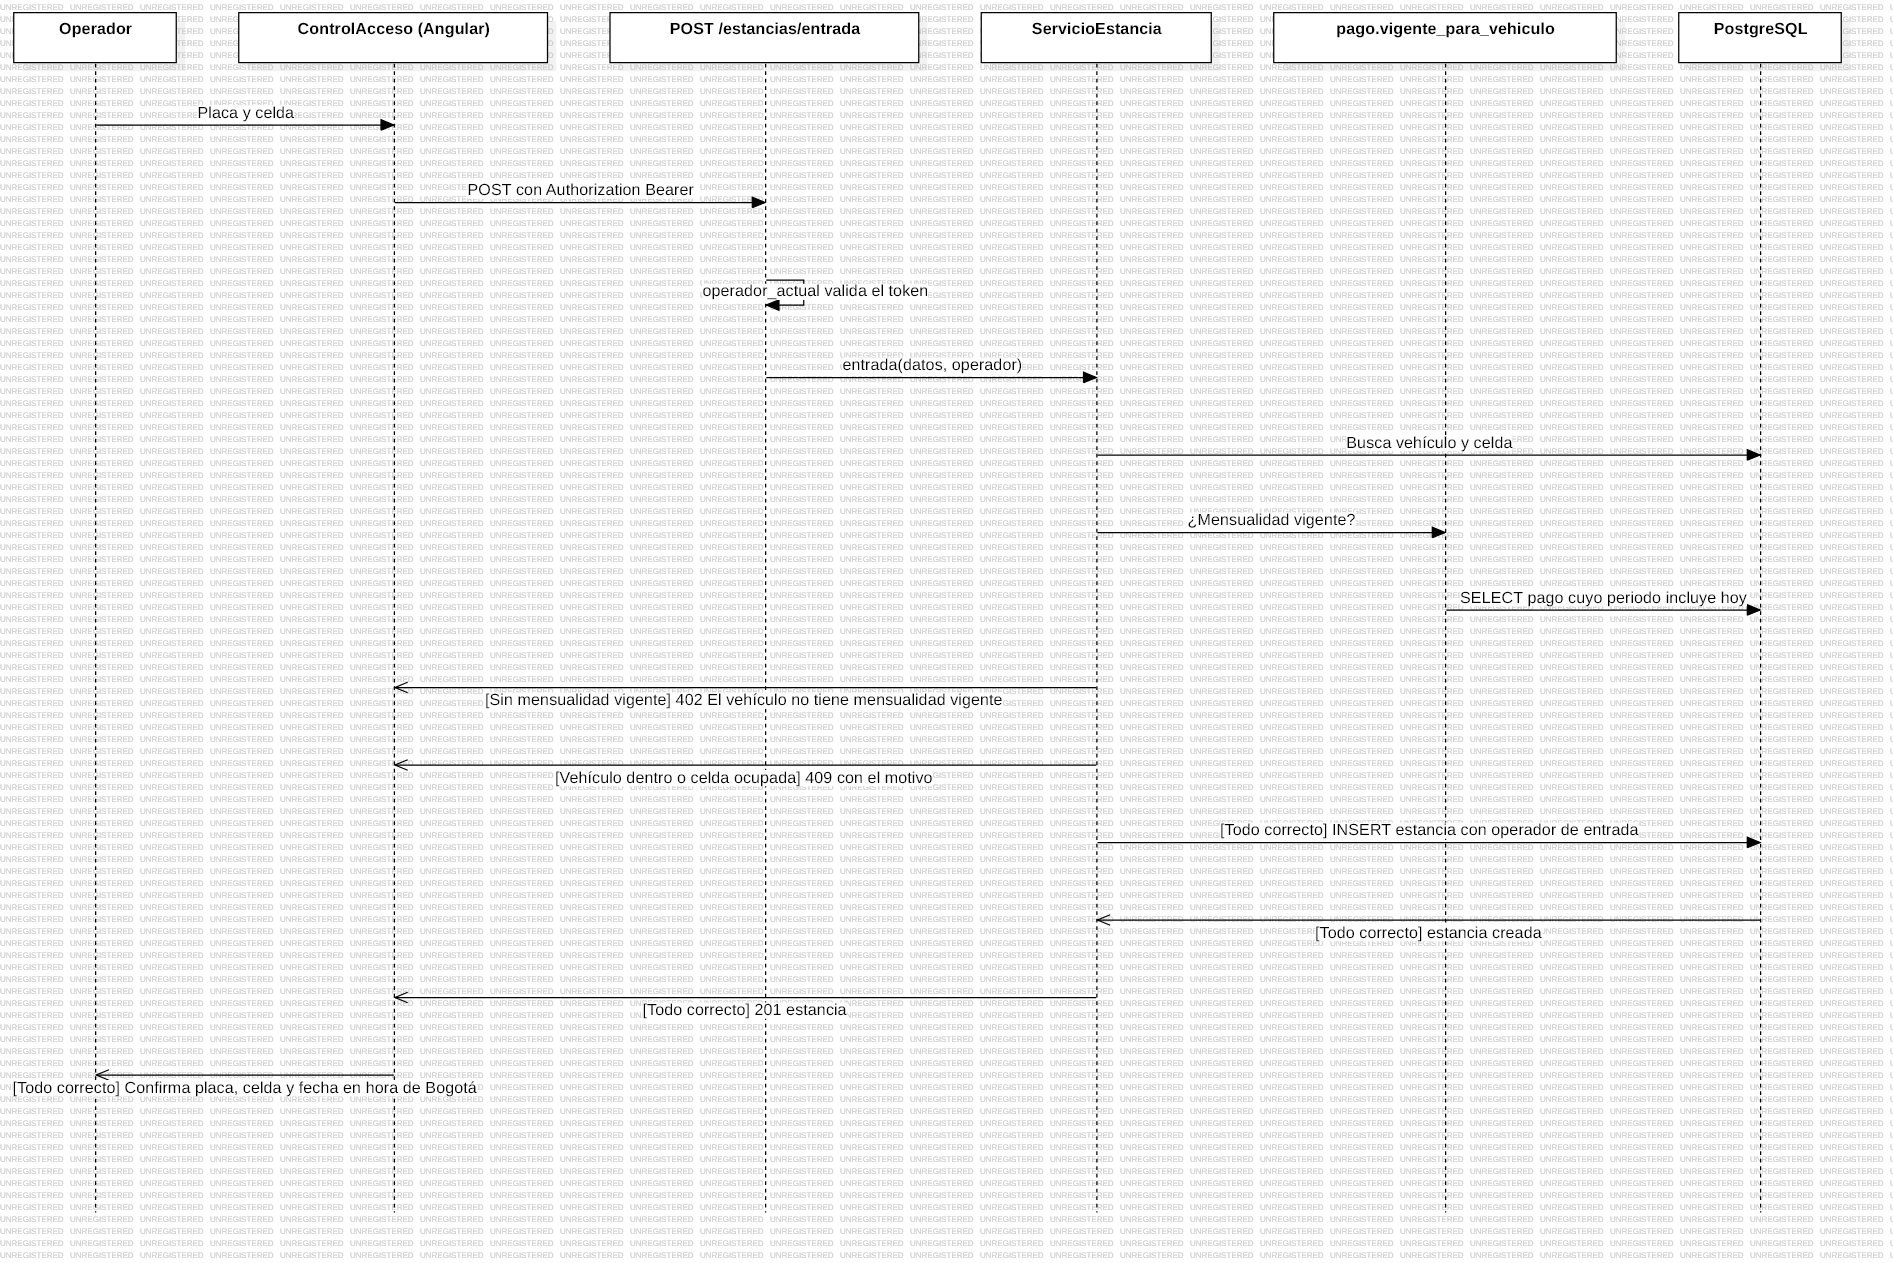 Operador
ControlAcceso (Angular)
POST /estancias/entrada
ServicioEstancia
pago.vigente_para_vehiculo
PostgreSQL
Placa y celda
POST con Authorization Bearer
operador_actual valida el token
entrada(datos, operador)
Busca vehículo y celda
¿Mensualidad vigente?
SELECT pago cuyo periodo incluye hoy
[Sin mensualidad vigente] 402 El vehículo no tiene mensualidad vigente
[Vehículo dentro o celda ocupada] 409 con el motivo
[Todo correcto] INSERT estancia con operador de entrada
[Todo correcto] estancia creada
[Todo correcto] 201 estancia
[Todo correcto] Confirma placa, celda y fecha en hora de Bogotá
UNREGISTERED